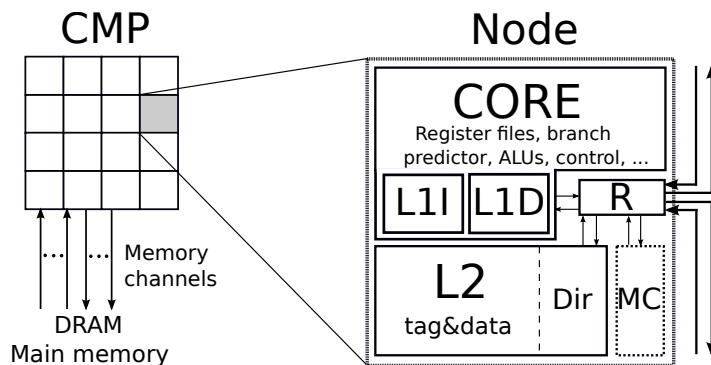 CMP
Node
CORE
Register files, branch
predictor, ALUs, control, ...
L1I
L1D
R
Memory
channels
... ...
L2
tag&data
Dir
MC
DRAM
Main memory